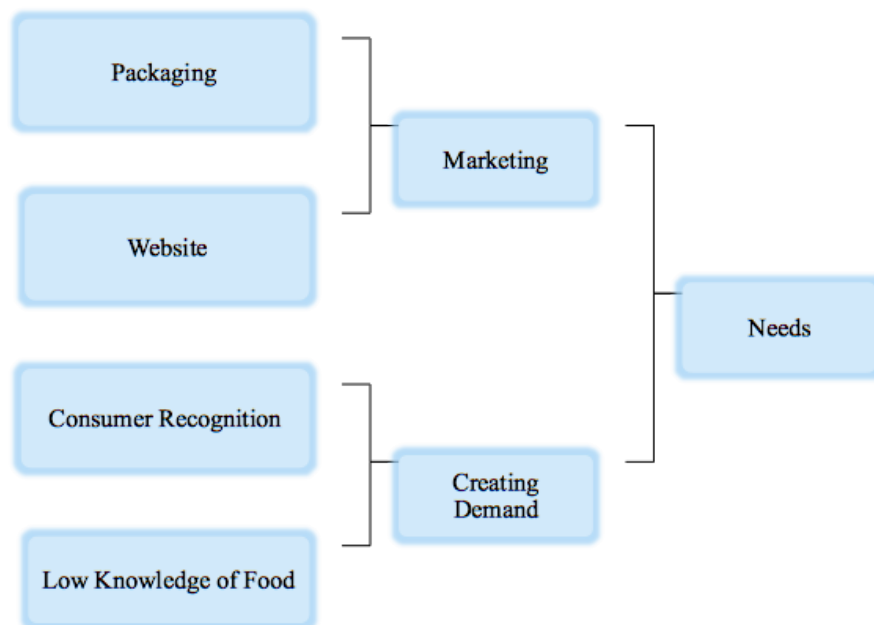 Packaging
Marketing
Website
Needs
Consumer Recognition
Creating
Demand
Low Knowledge of Food